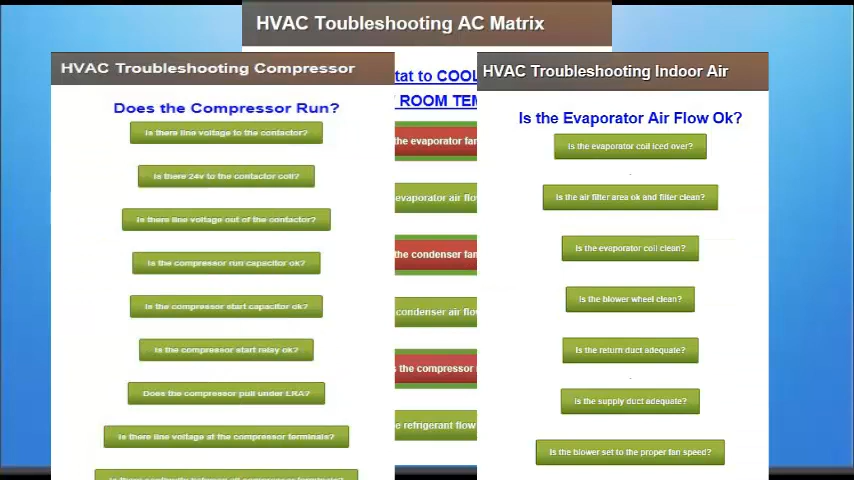 HVAC Toubleshooting AC Matrix
HVAC Troubleshooting Compressor
Does the Compressor Run?
Is there line voltage to the contactor?
Is there 24v to the contactor coil?
Is there line voltage out of the contactor?
Is the compressor run capacitor ok?
Is the compressor start capacitor ok?
Is the compressor start relay ok?
Does the compressor pull under LRA?
Is there line voltage at the compressor terminals?
tat to COOL
ROOM TEM
the evaporator fan
evaporator air flo
the condenser fan
condenser air flo
the compressor
refrigerant flow
HVAC Troubleshooting Indoor Air
Is the Evaporator Air Flow Ok?
Is the evaporator coil iced over?
Is the air filter area ok and filter clean?
Is the evaporator coil clean?
Is the blower wheel clean?
Is the return duct adequate?
Is the supply duct adequate?
Is the blower set to the proper fan speed?